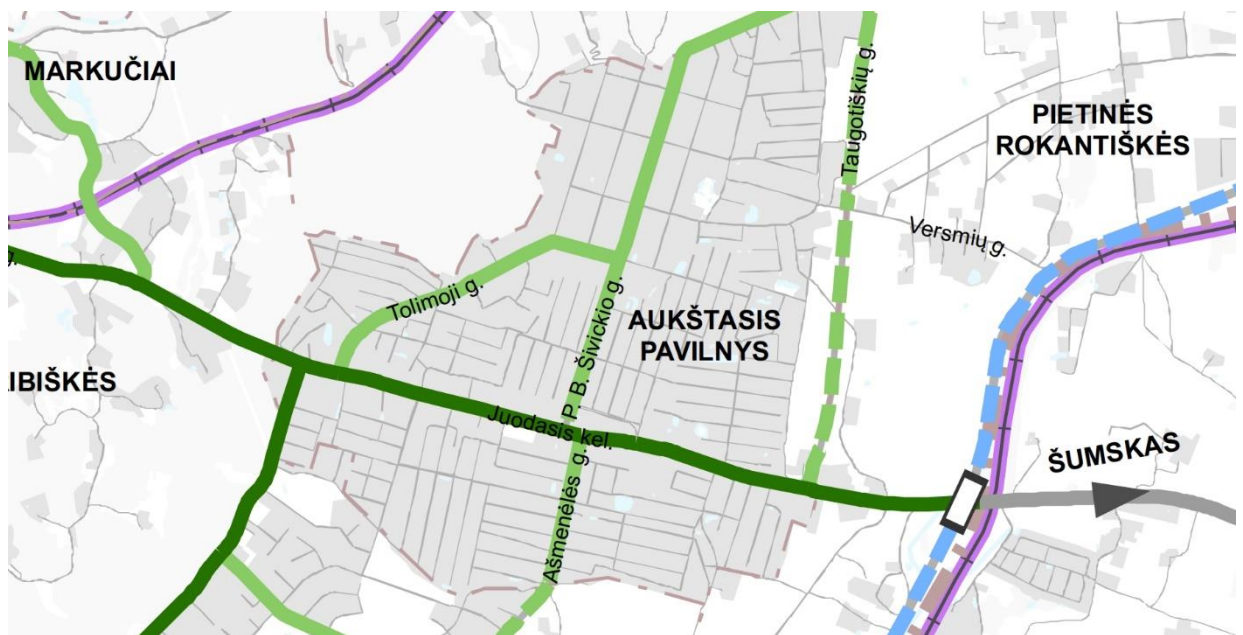 MARKUČIAI
Taugotiškių g.
PIETINĖS
ROKANTIŠKĖS
Versmių g.
g.
Tolimoji g.
P. B. Šivickio g.
AUKŠTASIS
PAVILNYS
IBIŠKĖS
Juodasis kel.
Ašmenėlės g.
ŠUMSKAS